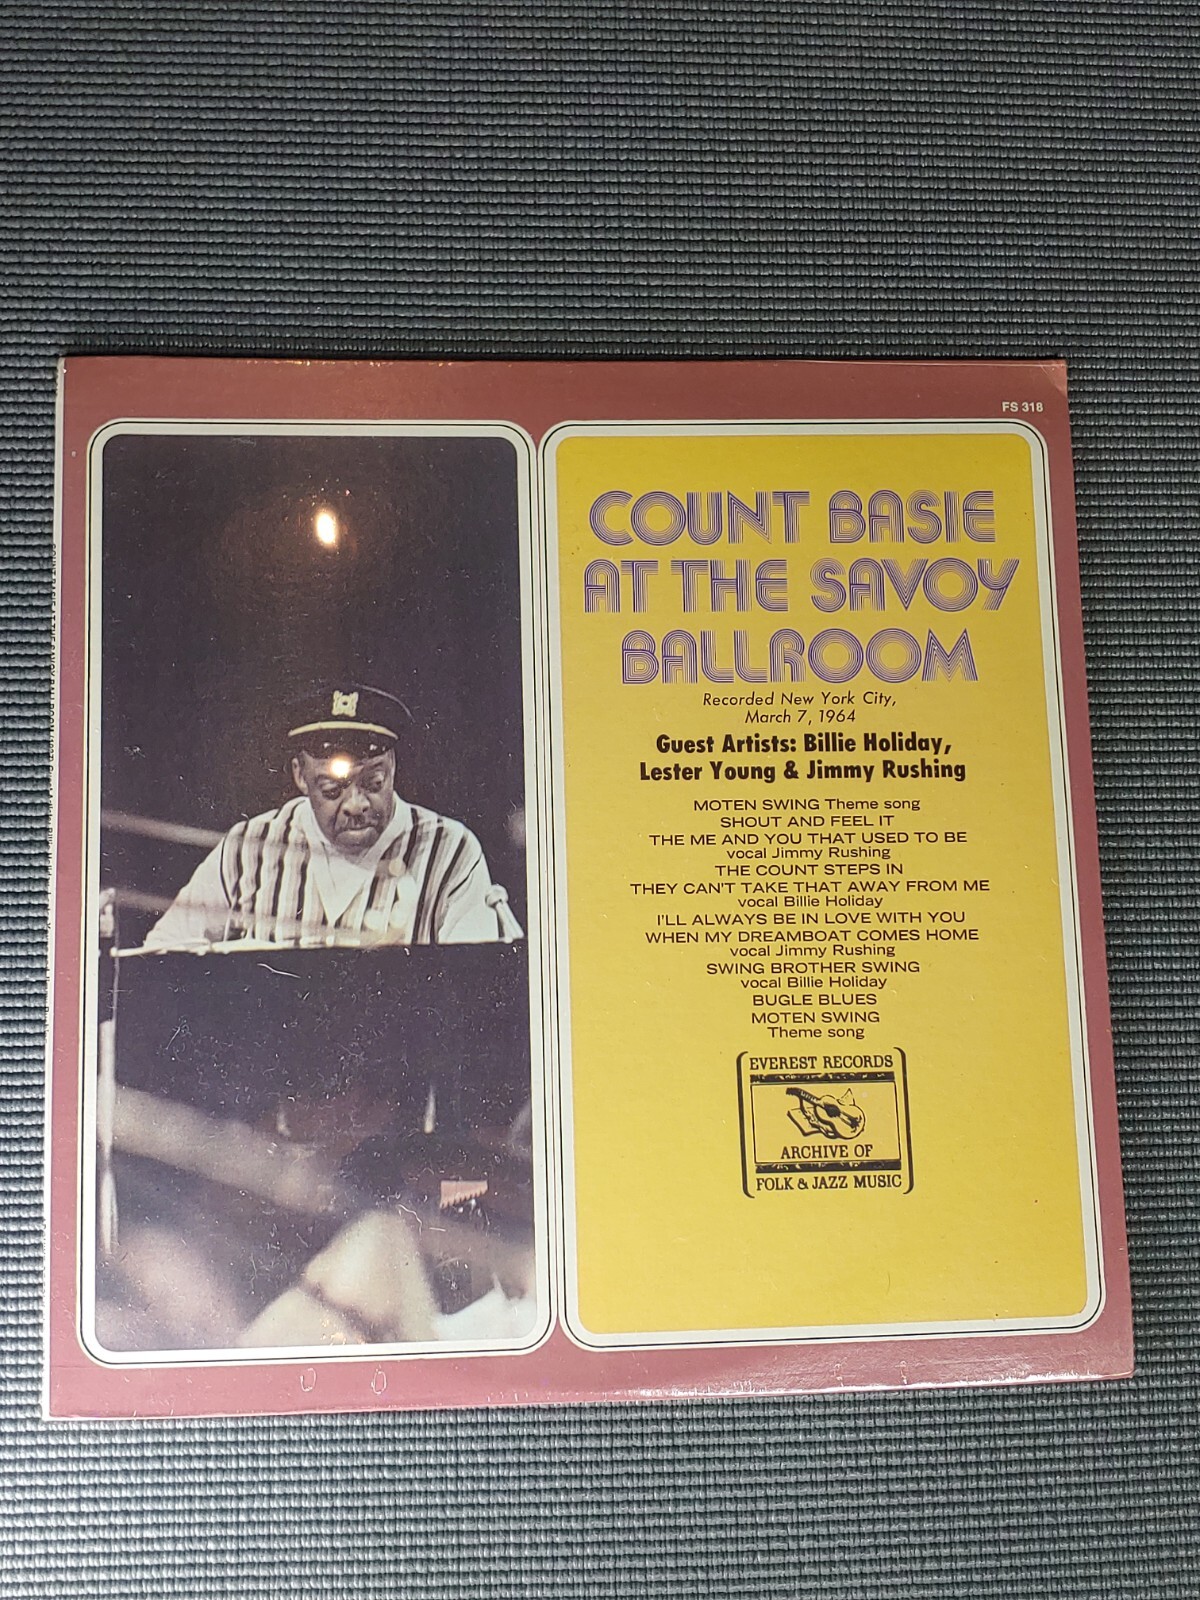 FS 318
COUNT BASIE
AT THE SAVOY
BALLROOM
Recorded New York City,
March 7, 1964
Guest Artists: Billie Holiday,
Lester Young & Jimmy Rushing
MOTEN SWING Theme song
SHOUT AND FEEL IT
THE ME AND YOU THAT USED TO BE
vocal Jimmy Rushing
THE COUNT STEPS IN
THEY CAN'T TAKE THAT AWAY FROM ME
vocal Billie Holiday
I'LL ALWAYS BE IN LOVE WITH YOU
WHEN MY DREAMBOAT COMES HOME
vocal Jimmy Rushing
SWING BROTHER SWING
vocal Billie Holiday
BUGLE BLUES
MOTEN SWING
Theme song
EVEREST RECORDS
ARCHIVE OF
FOLK & JAZZ MUSIC